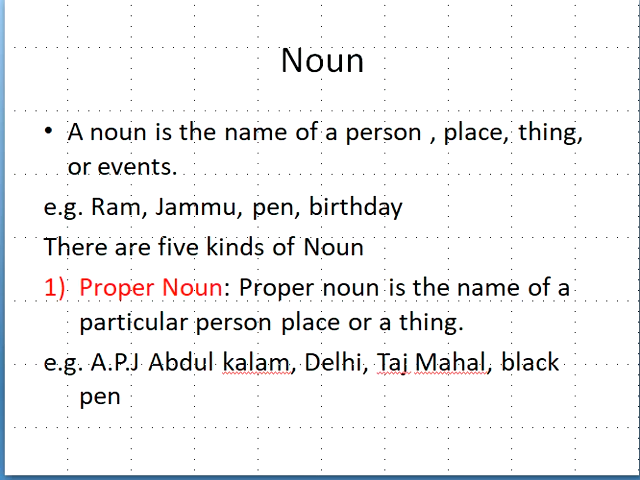 Noun
• A noun is the name of a person , place, thing,
or events.
e.g. Ram, Jammu, pen, birthday
There are five kinds of Noun
1) Proper Noun: Proper noun is the name of a
particular person place or a thing.
e.g. A.P.J Abdul kalam, Delhi, Taj Mahal, black
pen